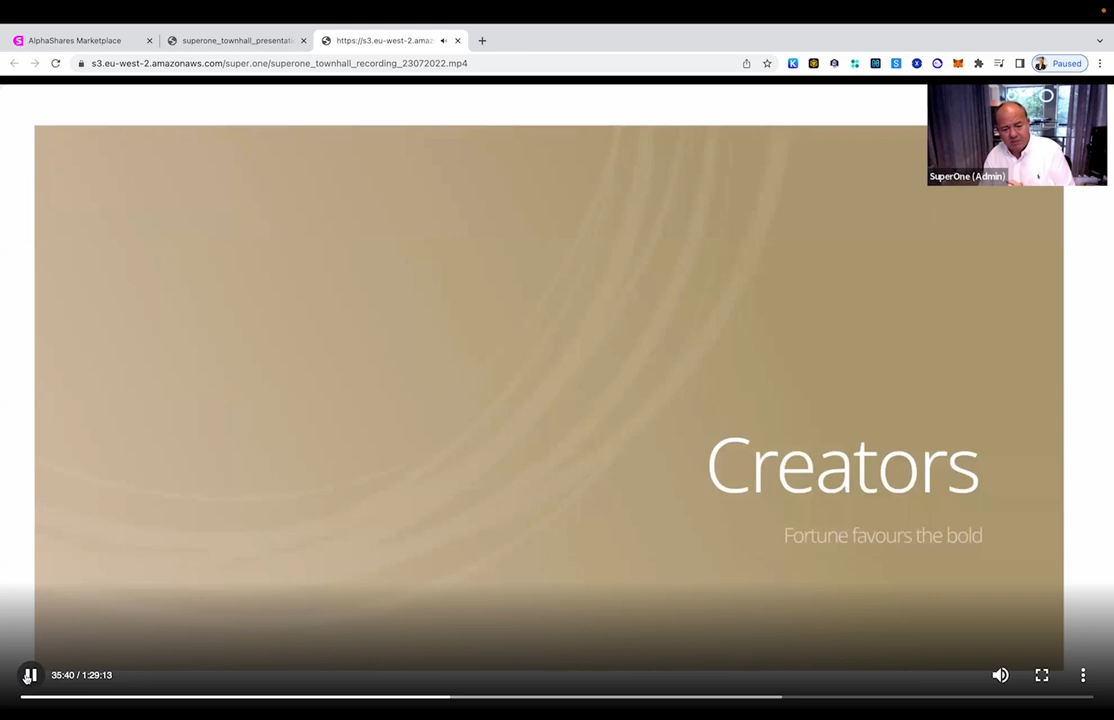 AlphaShares Marketplace
superone_townhall_presentati
https://s3.eu-west-2.amaz
s3.eu-west-2.amazonaws.com/super.one/superone_townhall_recording_23072022.mp4
Paused
SuperOne (Admin)
Creators
Fortune favours the bold
35:40 / 1:29:13